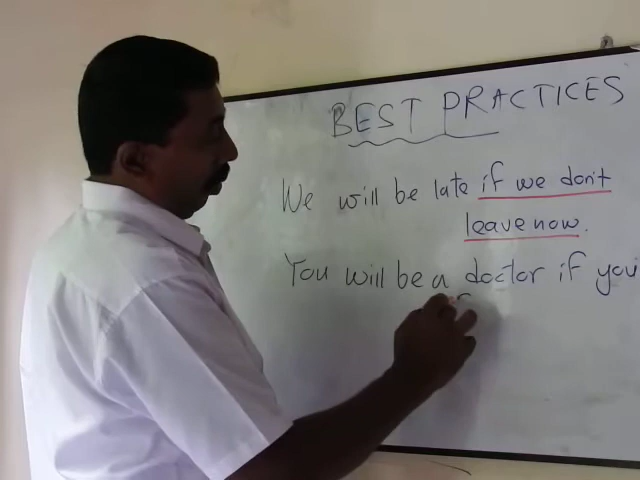 BEST PRACTICES
We will be late if we don't
leave now.
You will be a doctor if you